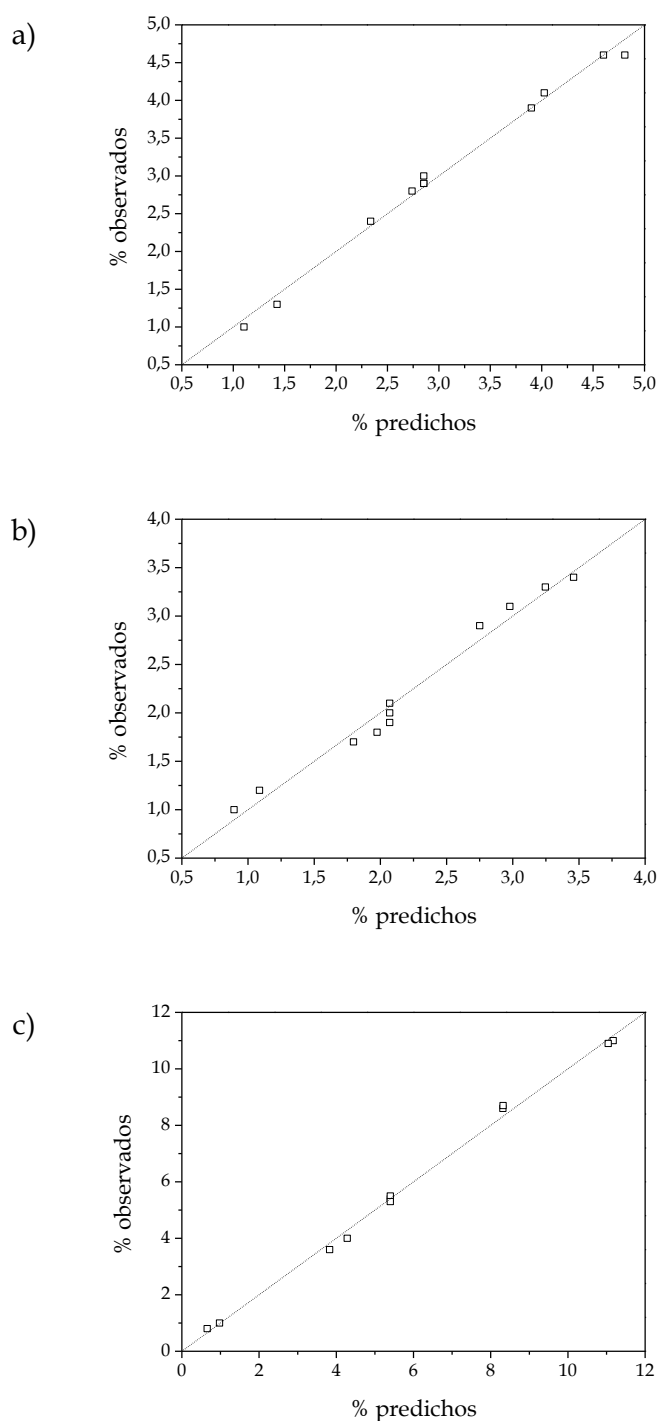 a)
5,0
4,5
4,0
3,5
3,0
2,5
2,0
1,5
1,0
0,5
% observados
0,5 1,0 1,5 2,0 2,5 3,0 3,5 4,0 4,5 5,0
% predichos
b)
4,0
3,5
3,0
2,5
2,0
1,5
1,0
0,5
% observados
0,5 1,0 1,5 2,0 2,5 3,0 3,5 4,0
% predichos
c)
12
10
8
6
4
2
0
% observados
0 2 4 6 8 10 12
% predichos